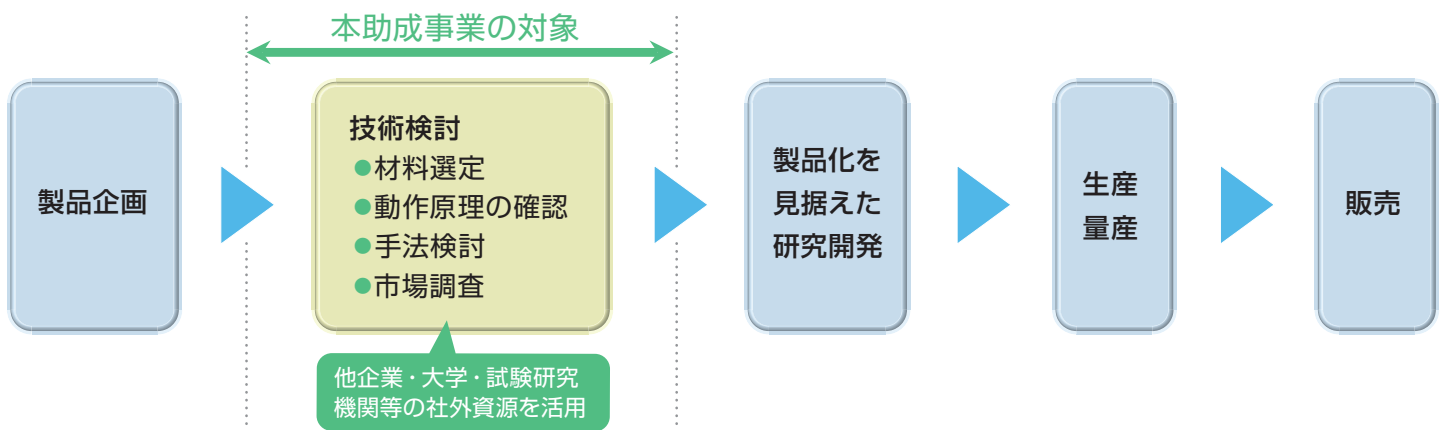 本助成事業の対象
製品企画
技術検討
●材料選定
●動作原理の確認
●手法検討
●市場調査
他企業・大学・試験研究
機関等の社外資源を活用
製品化を
見据えた
研究開発
生産
量産
販売